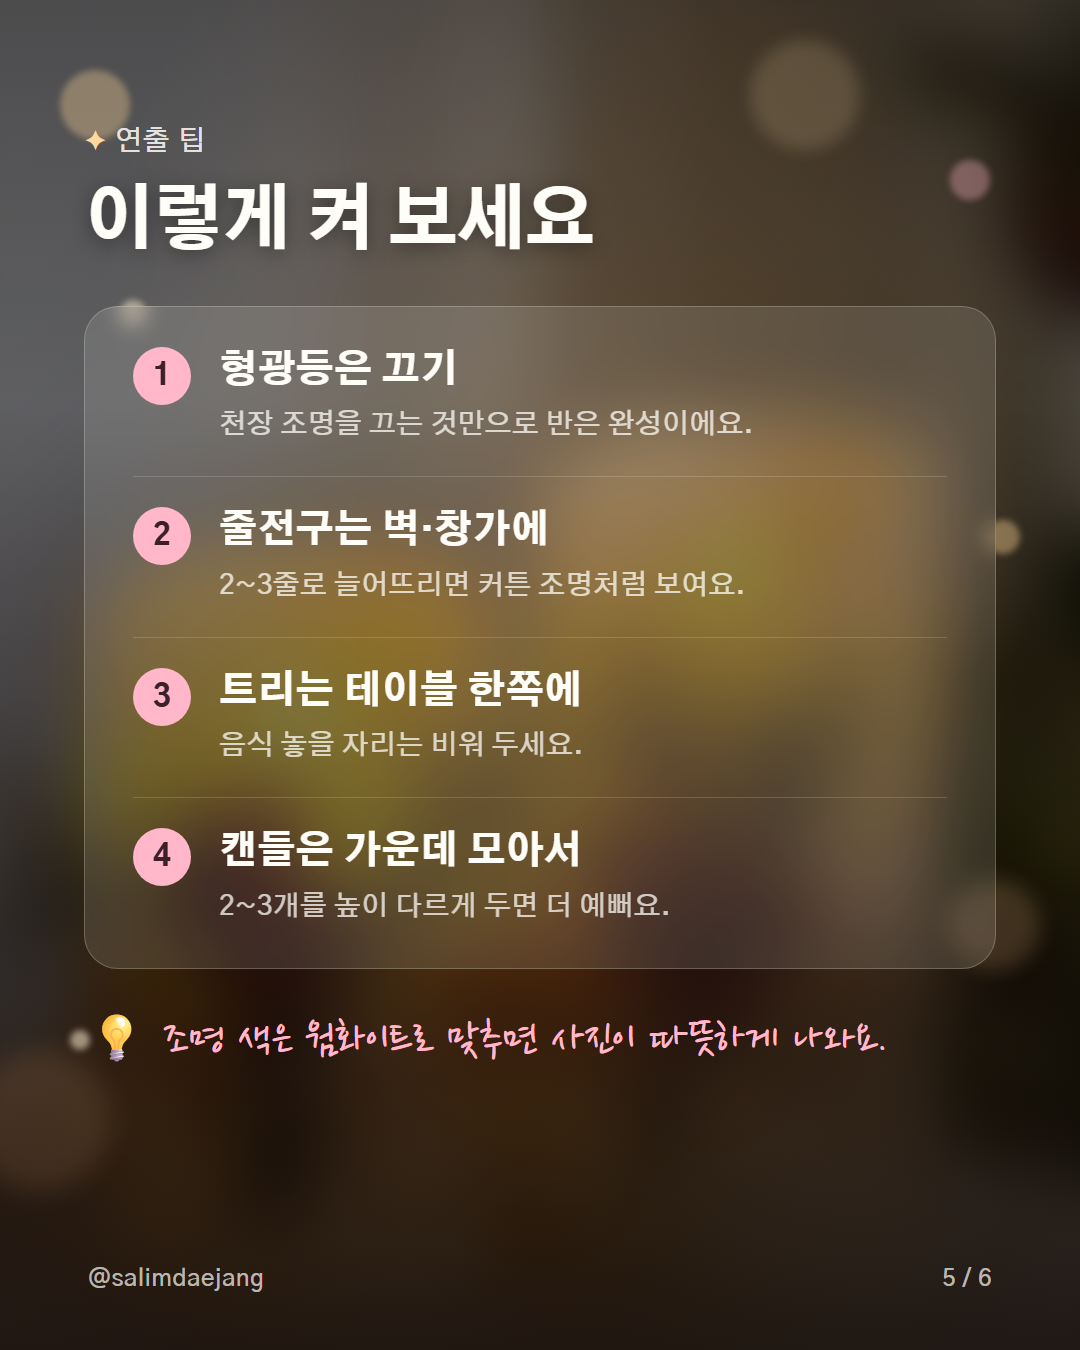 ✦ 연출 팁
이렇게 켜 보세요
1 형광등은 끄기
천장 조명을 끄는 것만으로 반은 완성이에요.
2 줄전구는 벽·창가에
2~3줄로 늘어뜨리면 커튼 조명처럼 보여요.
3 트리는 테이블 한쪽에
음식 놓을 자리는 비워 두세요.
4 캔들은 가운데 모아서
2~3개를 높이 다르게 두면 더 예뻐요.
💡 조명 색은 웜화이트로 맞추면 사진이 따뜻하게 나와요.
@salimdaejang
5 / 6